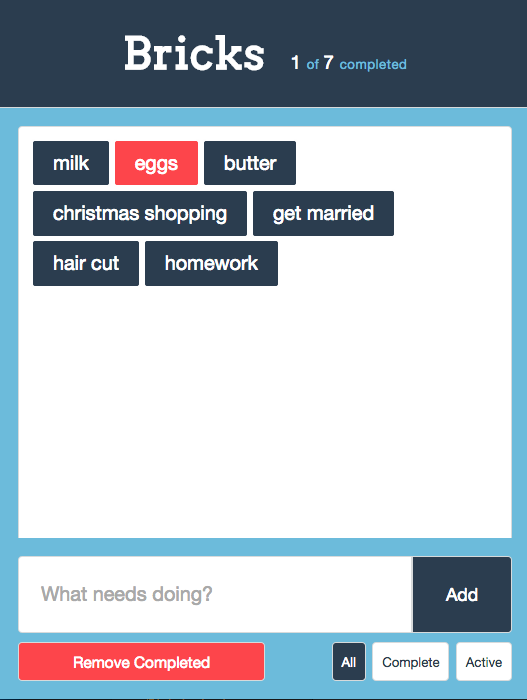 Bricks 1 of 7 completed
milk eggs butter
christmas shopping get married
hair cut homework
What needs doing? Add
Remove Completed All Complete Active